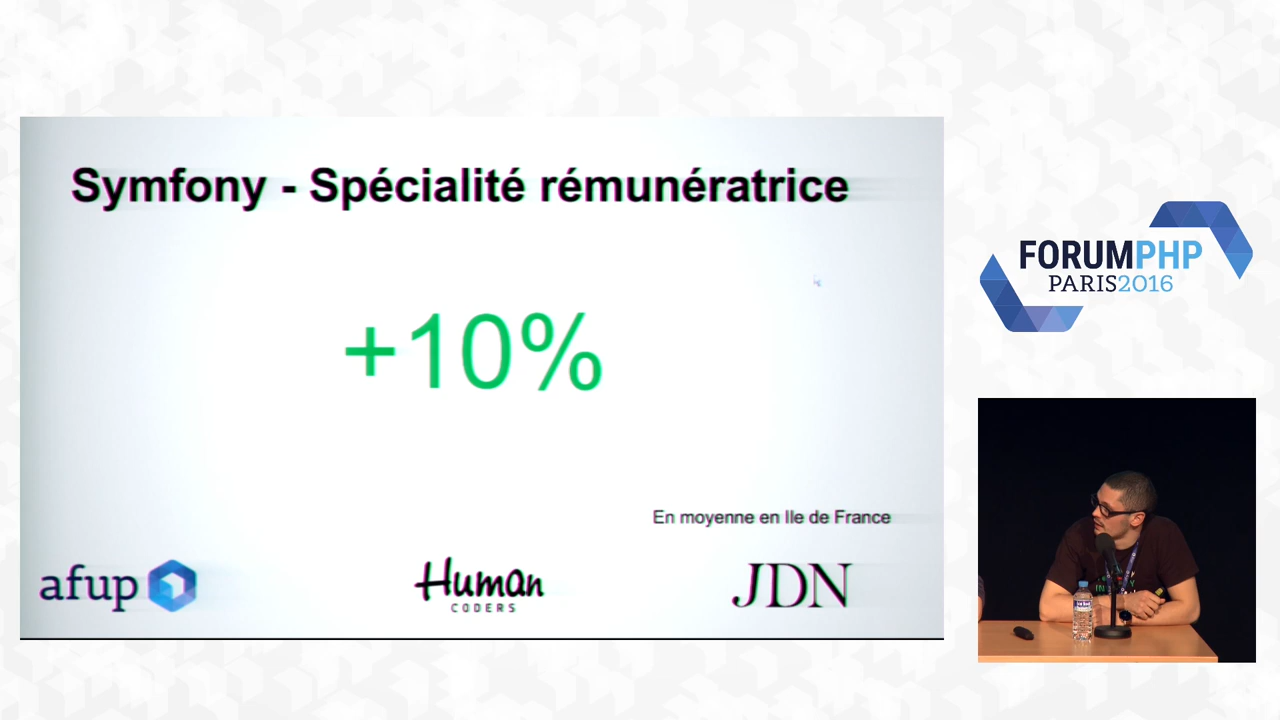 Symfony - Spécialité rémunératrice
+10%
En moyenne en Ile de France
afup
Human
CODERS
JDN
FORUMPHP
PARIS2016